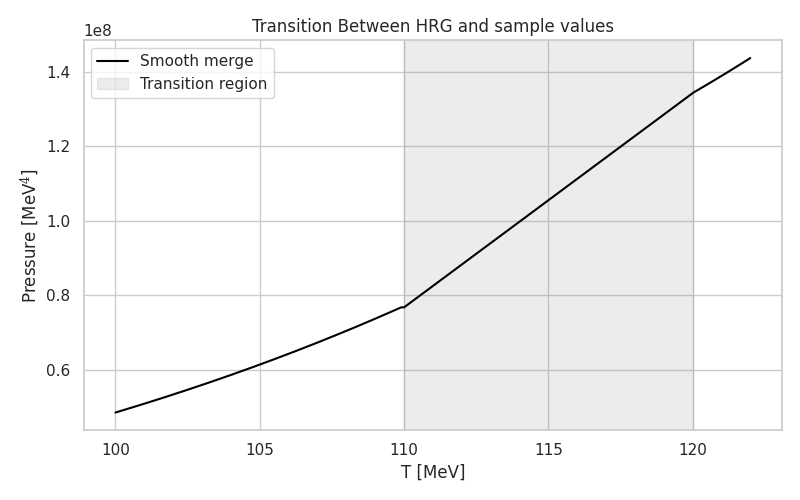 Transition Between HRG and sample values
1e8
Smooth merge
Transition region
1.4
1.2
1.0
0.8
0.6
Pressure [MeV⁴]
100 105 110 115 120
T [MeV]